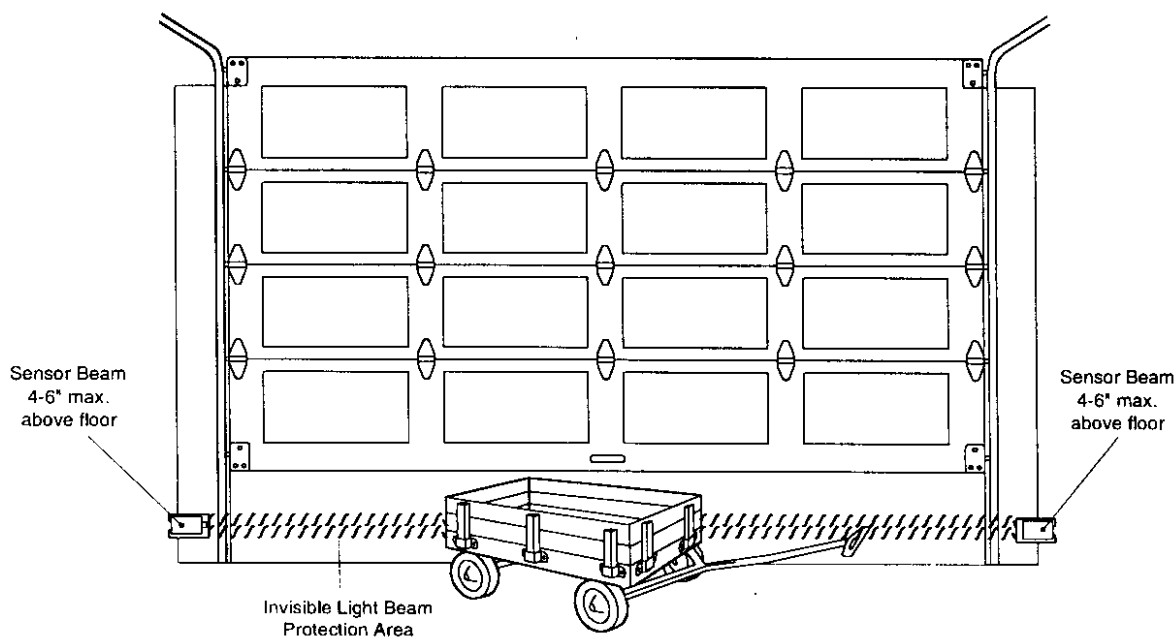 Sensor Beam
4-6" max.
above floor
Sensor Beam
4-6" max.
above floor
Invisible Light Beam
Protection Area